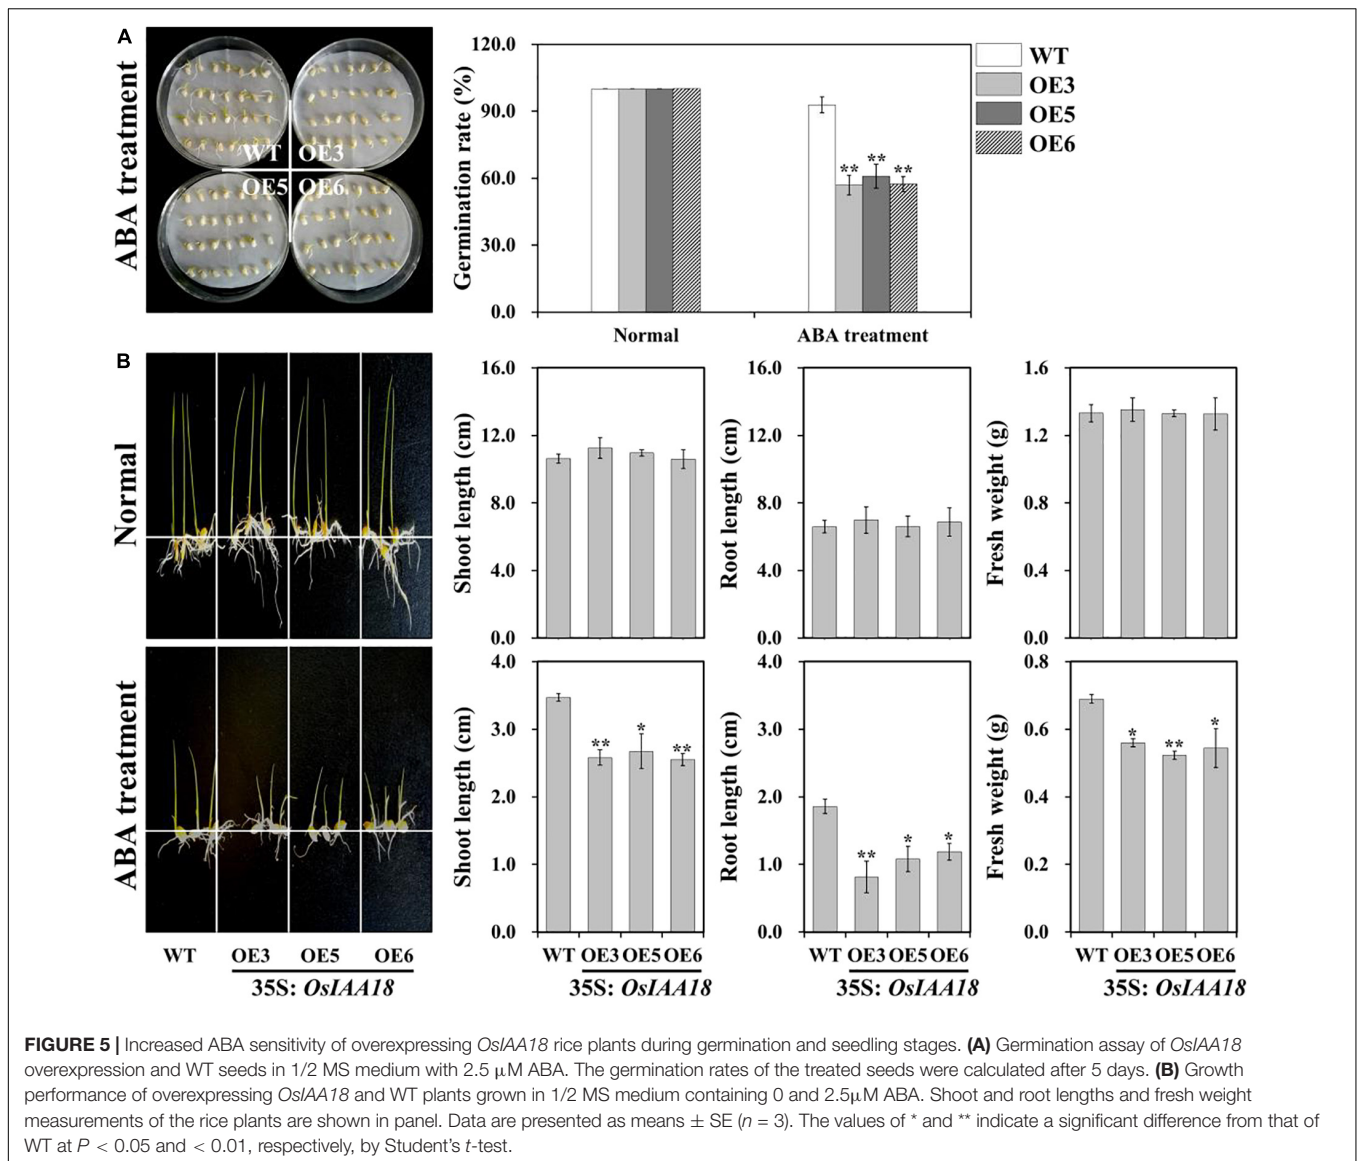 A
ABA treatment
WT OE3
OE5 OE6
Germination rate (%)
120.0
90.0
60.0
30.0
0.0
** ** **
Normal
ABA treatment
WT
OE3
OE5
OE6
B
Normal
ABA treatment
WT OE3 OE5 OE6
35S: OsIAA18
Shoot length (cm)
16.0
12.0
8.0
4.0
0.0
Root length (cm)
16.0
12.0
8.0
4.0
0.0
Fresh weight (g)
1.6
1.2
0.8
0.4
0.0
Shoot length (cm)
4.0
3.0
2.0
1.0
0.0
** * **
WT OE3 OE5 OE6
35S: OsIAA18
Root length (cm)
4.0
3.0
2.0
1.0
0.0
** * *
WT OE3 OE5 OE6
35S: OsIAA18
Fresh weight (g)
0.8
0.6
0.4
0.2
0.0
* ** *
WT OE3 OE5 OE6
35S: OsIAA18
FIGURE 5 | Increased ABA sensitivity of overexpressing OsIAA18 rice plants during germination and seedling stages. (A) Germination assay of OsIAA18
overexpression and WT seeds in 1/2 MS medium with 2.5 μM ABA. The germination rates of the treated seeds were calculated after 5 days. (B) Growth
performance of overexpressing OsIAA18 and WT plants grown in 1/2 MS medium containing 0 and 2.5μM ABA. Shoot and root lengths and fresh weight
measurements of the rice plants are shown in panel. Data are presented as means ± SE (n = 3). The values of * and ** indicate a significant difference from that of
WT at P < 0.05 and < 0.01, respectively, by Student's t-test.